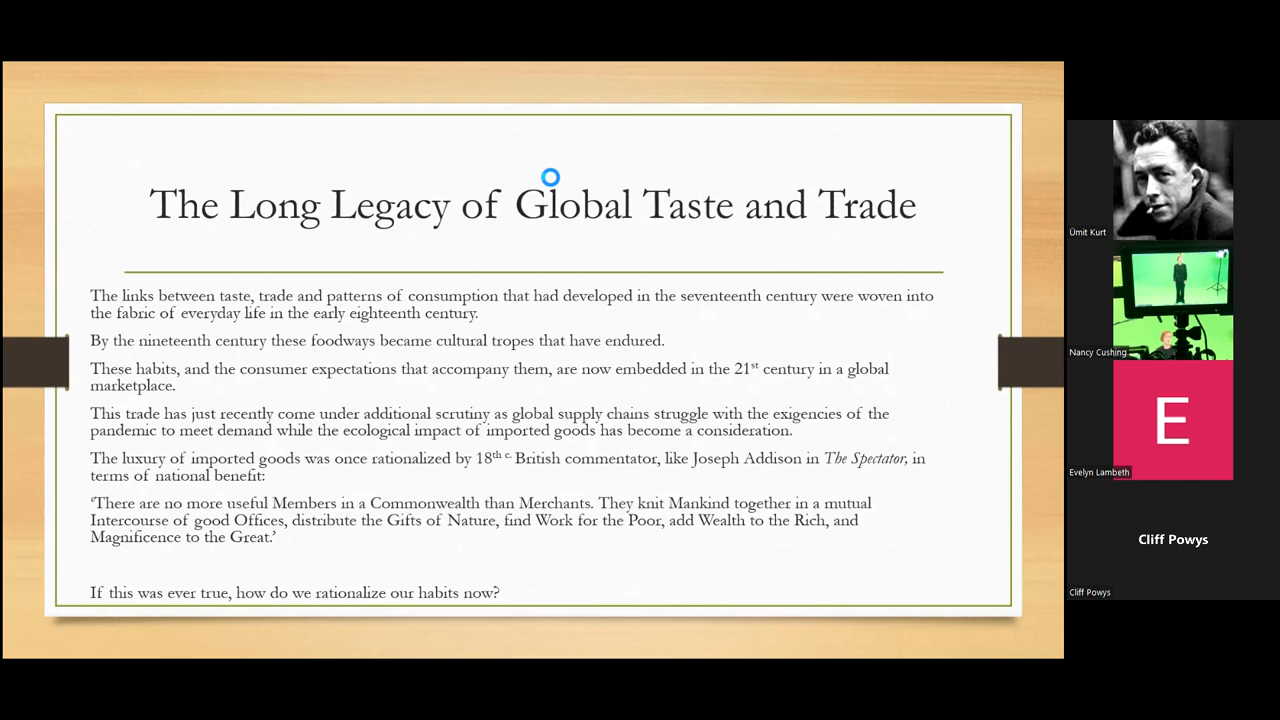 The Long Legacy of Global Taste and Trade
The links between taste, trade and patterns of consumption that had developed in the seventeenth century were woven into
the fabric of everyday life in the early eighteenth century.
By the nineteenth century these foodways became cultural tropes that have endured.
These habits, and the consumer expectations that accompany them, are now embedded in the 21st century in a global
marketplace.
This trade has just recently come under additional scrutiny as global supply chains struggle with the exigencies of the
pandemic to meet demand while the ecological impact of imported goods has become a consideration.
The luxury of imported goods was once rationalized by 18th c. British commentator, like Joseph Addison in The Spectator, in
terms of national benefit:
‘There are no more useful Members in a Commonwealth than Merchants. They knit Mankind together in a mutual
Intercourse of good Offices, distribute the Gifts of Nature, find Work for the Poor, add Wealth to the Rich, and
Magnificence to the Great.’
If this was ever true, how do we rationalize our habits now?
Ümit Kurt
Nancy Cushing
E
Evelyn Lambeth
Cliff Powys
Cliff Powys